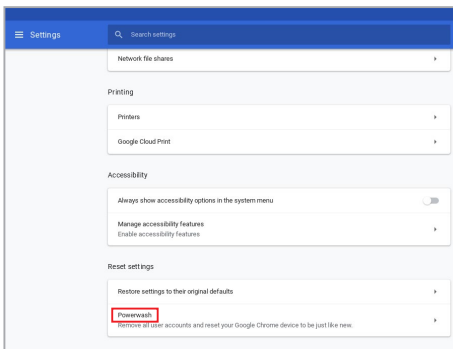 Settings
Search settings
Network file shares
Printing
Printers
Google Cloud Print
Accessibility
Always show accessibility options in the system menu
Manage accessibility features
Enable accessibility features
Reset settings
Restore settings to their original defaults
Powerwash
Remove all user accounts and reset your Google Chrome device to be just like new.